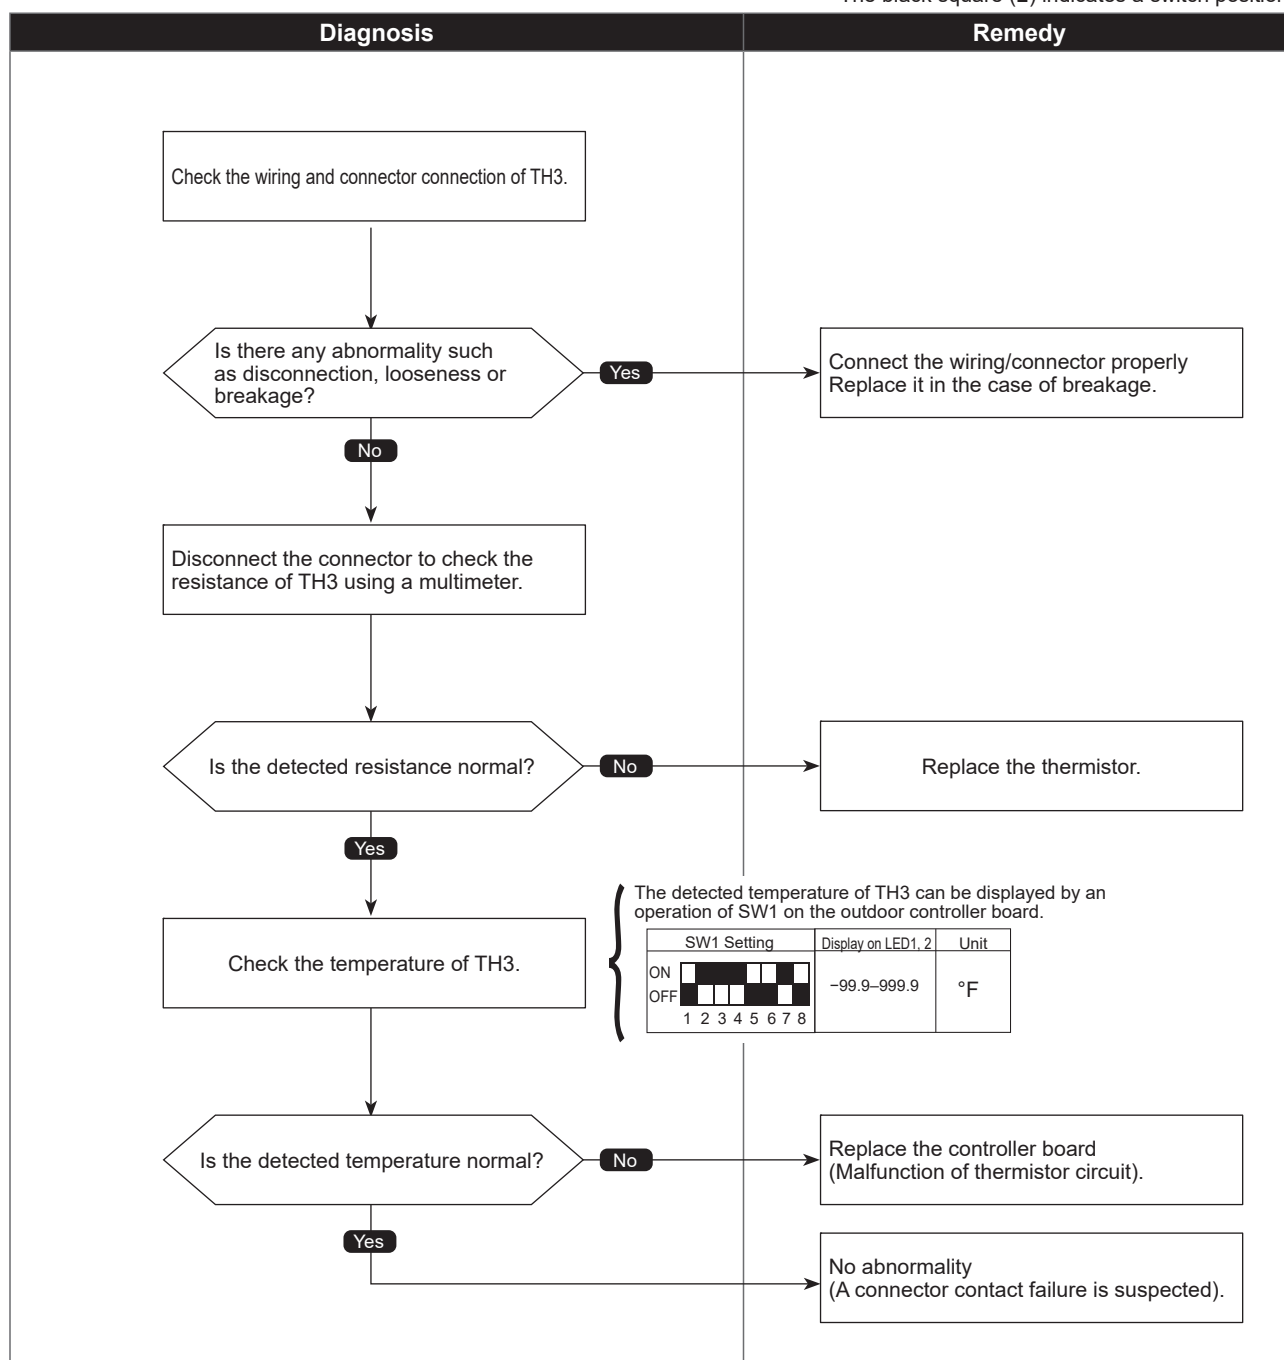 The black square (■) indicates a switch position
Diagnosis
Remedy
Check the wiring and connector connection of TH3.
Is there any abnormality such
as disconnection, looseness or
breakage?
Yes
Connect the wiring/connector properly
Replace it in the case of breakage.
No
Disconnect the connector to check the
resistance of TH3 using a multimeter.
Is the detected resistance normal?
No
Replace the thermistor.
Yes
The detected temperature of TH3 can be displayed by an
operation of SW1 on the outdoor controller board.
Check the temperature of TH3.
SW1 Setting
Display on LED1, 2
Unit
ON
OFF
1 2 3 4 5 6 7 8
−99.9–999.9
°F
Is the detected temperature normal?
No
Replace the controller board
(Malfunction of thermistor circuit).
Yes
No abnormality
(A connector contact failure is suspected).